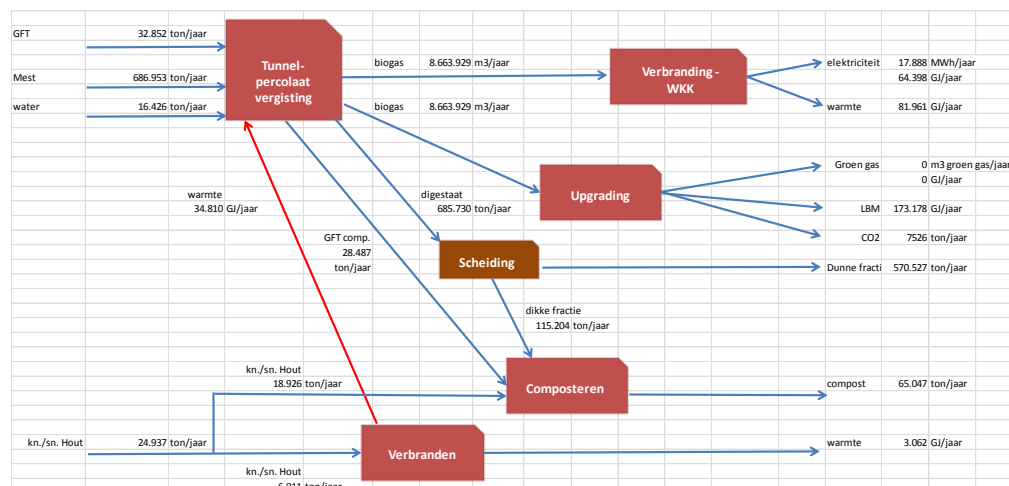 GFT 32.852 ton/jaar
Mest 686.953 ton/jaar
water 16.426 ton/jaar
Tunnel-
percolaat
vergisting
biogas 8.663.929 m3/jaar
biogas 8.663.929 m3/jaar
Verbranding -
WKK
elektriciteit 17.888 MWh/jaar
64.398 GJ/jaar
warmte 81.961 GJ/jaar
Groen gas 0 m3 groen gas/jaar
0 GJ/jaar
Upgrading
LBM 173.178 GJ/jaar
CO2 7526 ton/jaar
warmte
34.810 GJ/jaar
digestaat
685.730 ton/jaar
GFT comp.
28.487
ton/jaar
Scheiding
Dunne fracti 570.527 ton/jaar
dikke fractie
115.204 ton/jaar
kn./sn. Hout
18.926 ton/jaar
Composteren
compost 65.047 ton/jaar
kn./sn. Hout 24.937 ton/jaar
Verbranden
warmte 3.062 GJ/jaar
kn./sn. Hout
6.011 ton/jaar